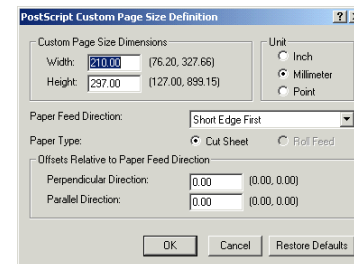 PostScript Custom Page Size Definition
Custom Page Size Dimensions
Width: 210.00 (76.20, 327.66)
Height: 297.00 (127.00, 899.15)
Unit
Inch
Millimeter
Point
Paper Feed Direction: Short Edge First
Paper Type: Cut Sheet Roll Feed
Offsets Relative to Paper Feed Direction
Perpendicular Direction: 0.00 (0.00, 0.00)
Parallel Direction: 0.00 (0.00, 0.00)
OK Cancel Restore Defaults